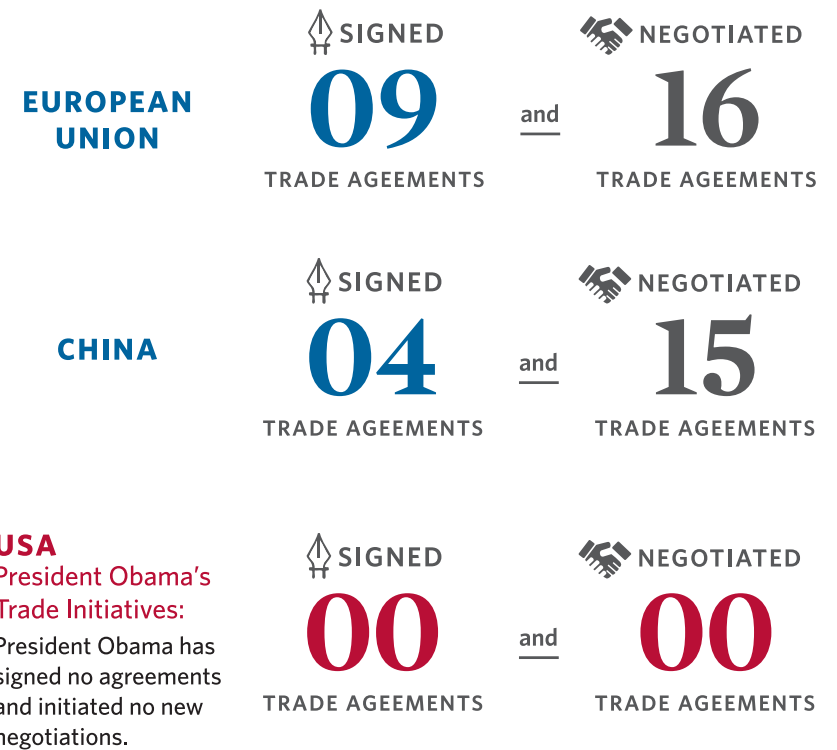 SIGNED
NEGOTIATED
EUROPEAN
UNION
09
and
16
TRADE AGEEMENTS
TRADE AGEEMENTS
SIGNED
NEGOTIATED
CHINA
04
and
15
TRADE AGEEMENTS
TRADE AGEEMENTS
USA
President Obama's
Trade Initiatives:
President Obama has
signed no agreements
and initiated no new
negotiations.
SIGNED
NEGOTIATED
00
and
00
TRADE AGEEMENTS
TRADE AGEEMENTS